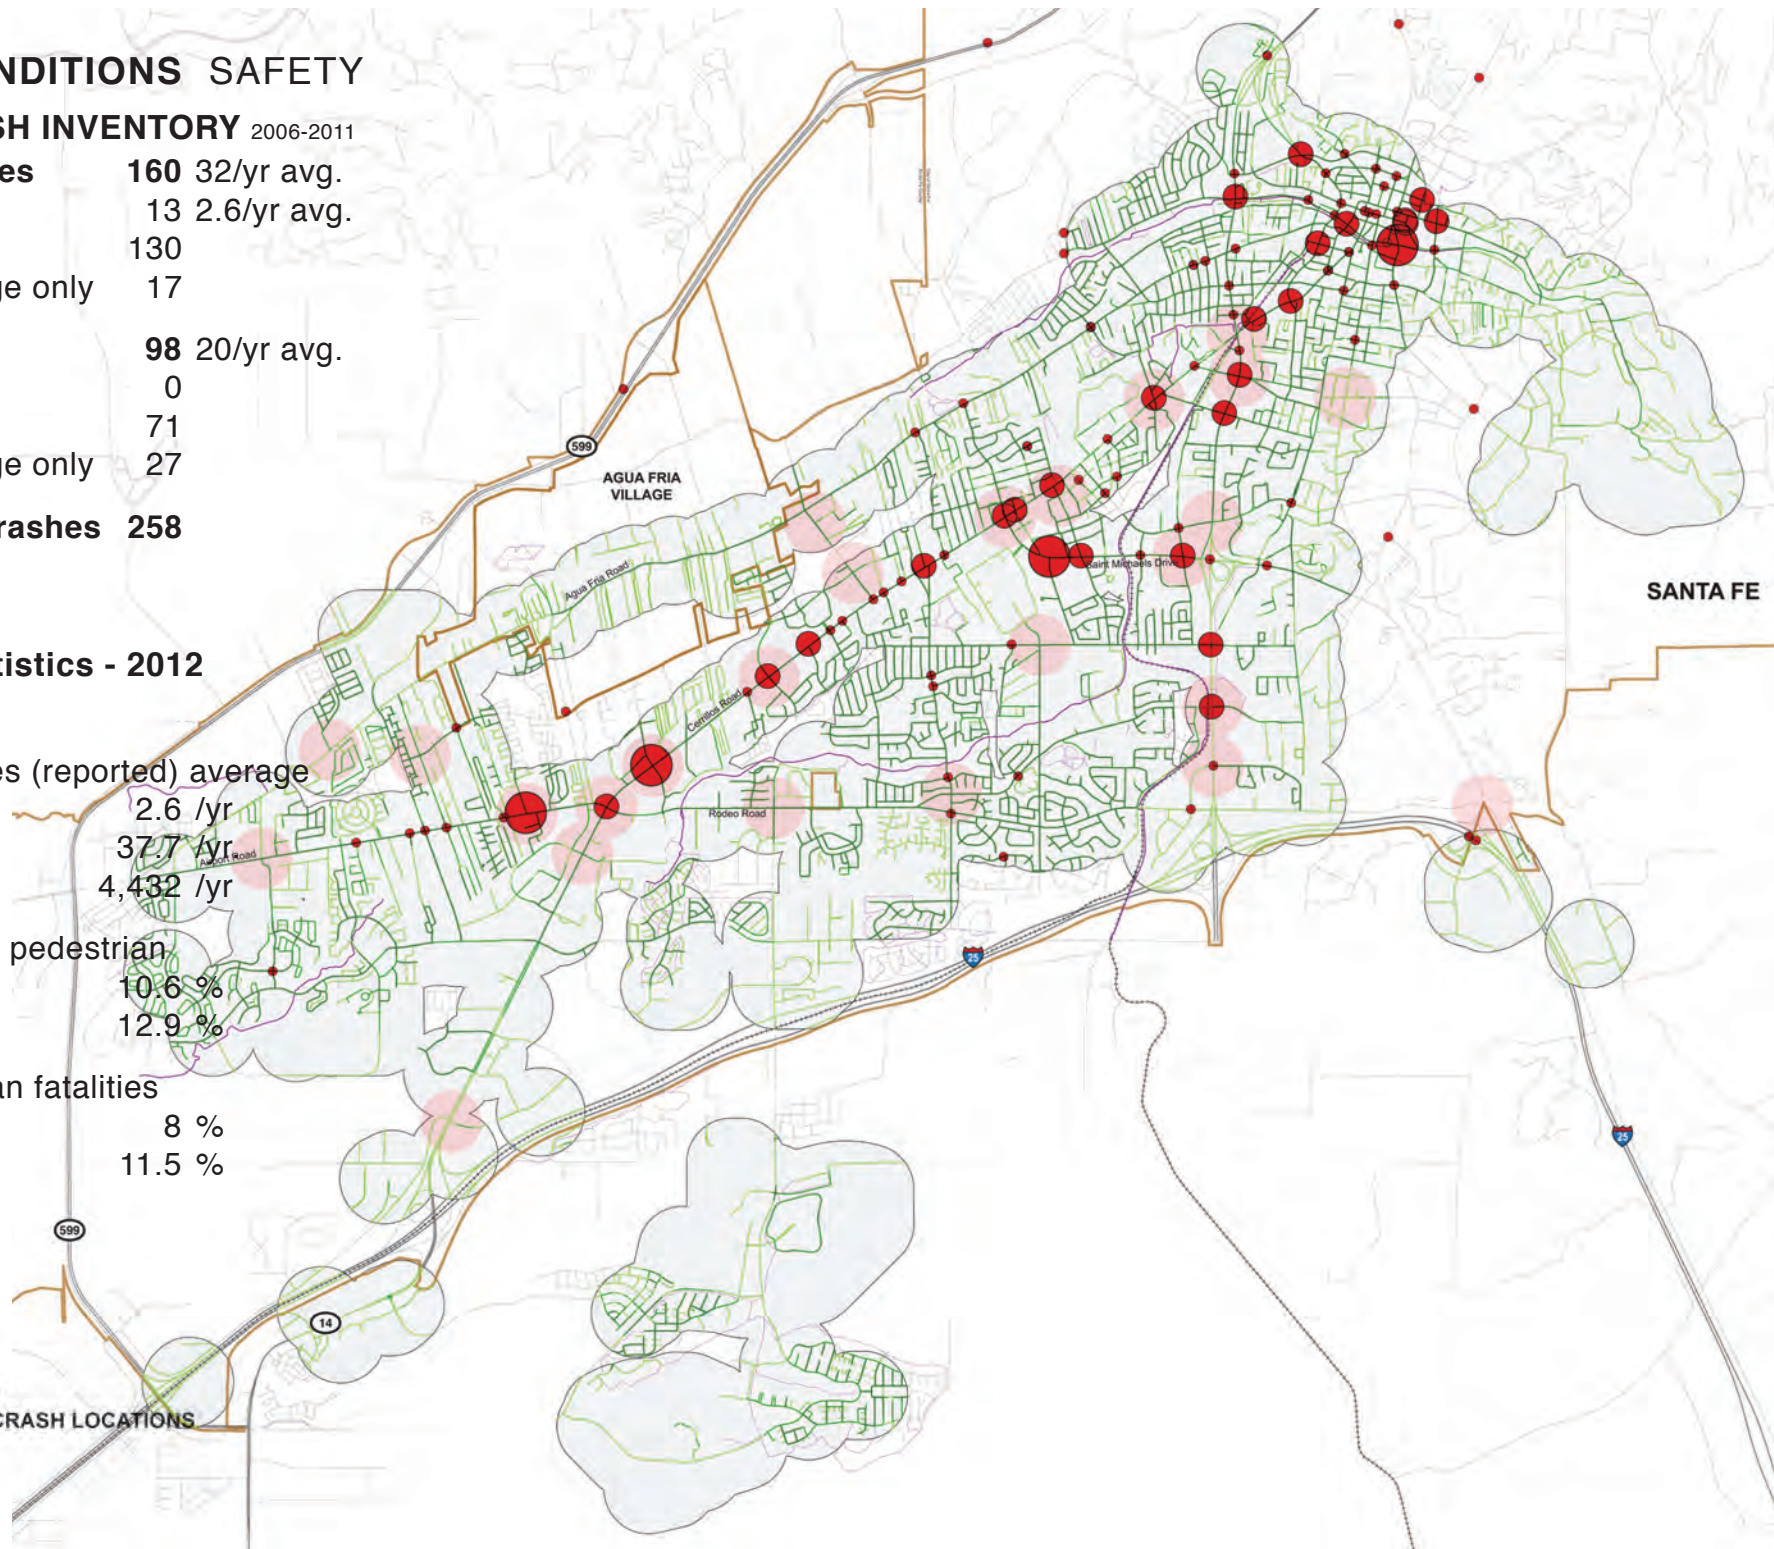 NDITIONS SAFETY
SH INVENTORY 2006-2011
es 160 32/yr avg.
13 2.6/yr avg.
130
ge only 17
98 20/yr avg.
0
71
ge only 27
rashes 258
tistics - 2012
es (reported) average
2.6 /yr
37.7 /yr
4,432 /yr
pedestrian
10.6 %
12.9 %
an fatalities
8 %
11.5 %
CRASH LOCATIONS
599
AGUA FRIA
VILLAGE
Agua Fria Road
Saint Michaels Driv
SANTA FE
Cerrillos Road
Rodeo Road
Airport Road
25
25
599
14